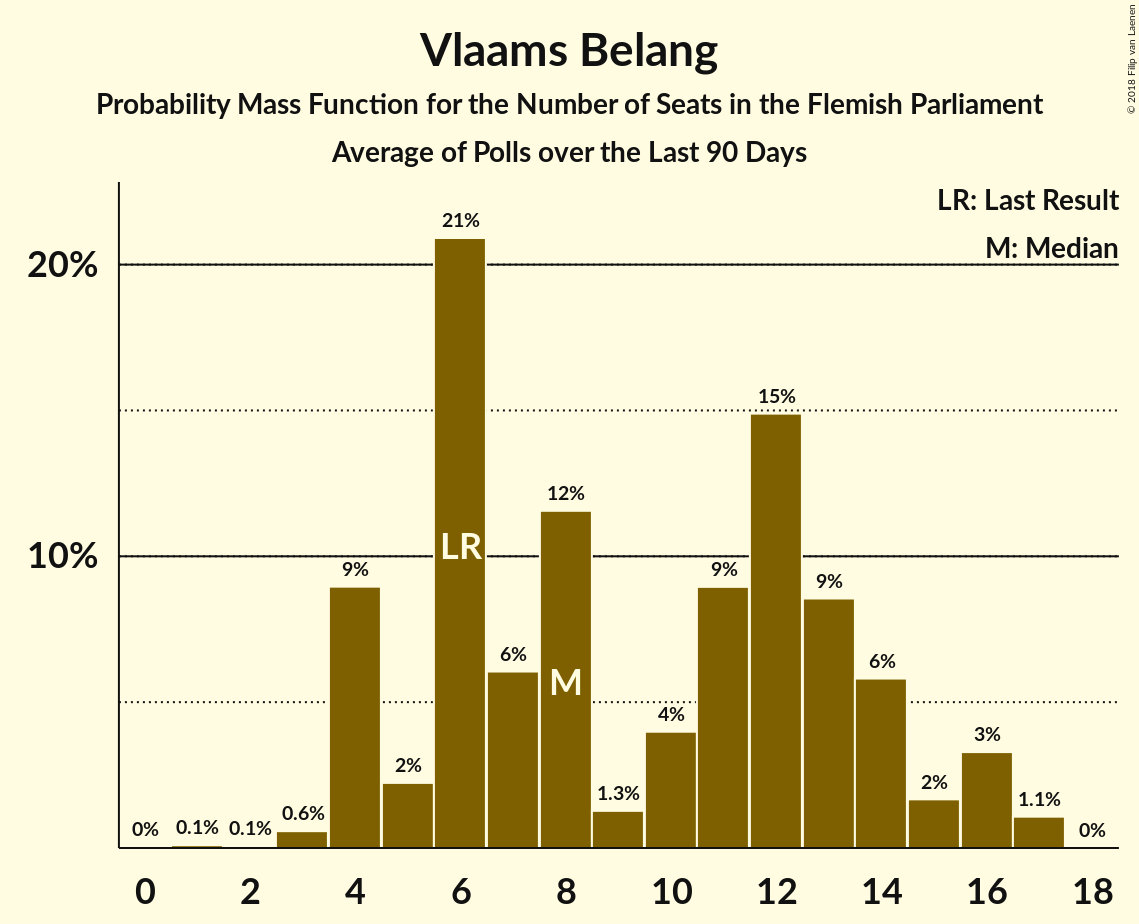 Vlaams Belang
Probability Mass Function for the Number of Seats in the Flemish Parliament
Average of Polls over the Last 90 Days
© 2018 Filip van Laenen
LR: Last Result
M: Median
20%
10%
0%
0.1%
0.1%
0.6%
9%
2%
21%
6%
12%
1.3%
4%
9%
15%
9%
6%
2%
3%
1.1%
0%
LR
M
0 2 4 6 8 10 12 14 16 18